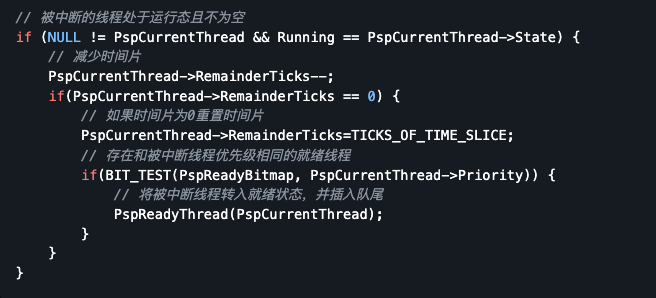 // 被中断的线程处于运行态且不为空
if (NULL != PspCurrentThread && Running == PspCurrentThread->State) {
// 减少时间片
PspCurrentThread->RemainderTicks--;
if(PspCurrentThread->RemainderTicks == 0) {
// 如果时间片为0重置时间片
PspCurrentThread->RemainderTicks=TICKS_OF_TIME_SLICE;
// 存在和被中断线程优先级相同的就绪线程
if(BIT_TEST(PspReadyBitmap, PspCurrentThread->Priority)) {
// 将被中断线程转入就绪状态，并插入队尾
PspReadyThread(PspCurrentThread);
}
}
}